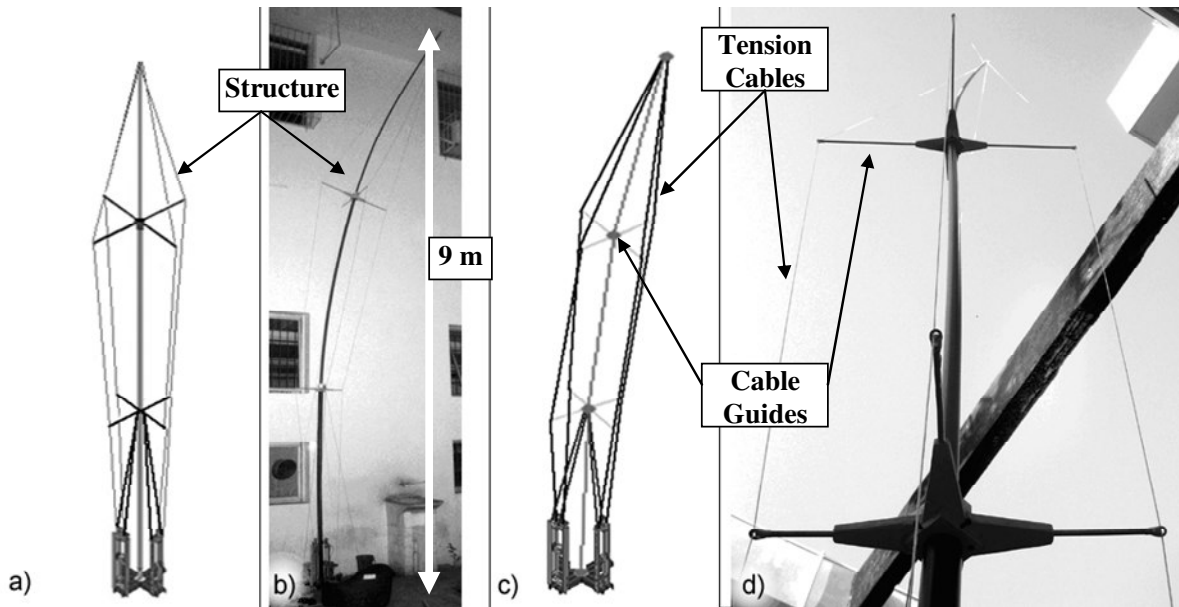 Structure
9 m
Tension
Cables
Cable
Guides
a)
b)
c)
d)